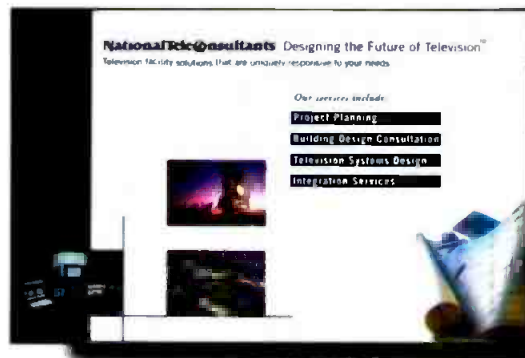 NationalTeleConsultants Designing the Future of Television™
Television facility solutions that are uniquely responsive to your needs
Our services include:
Project Planning
Building Design Consultation
Television Systems Design
Integration Services